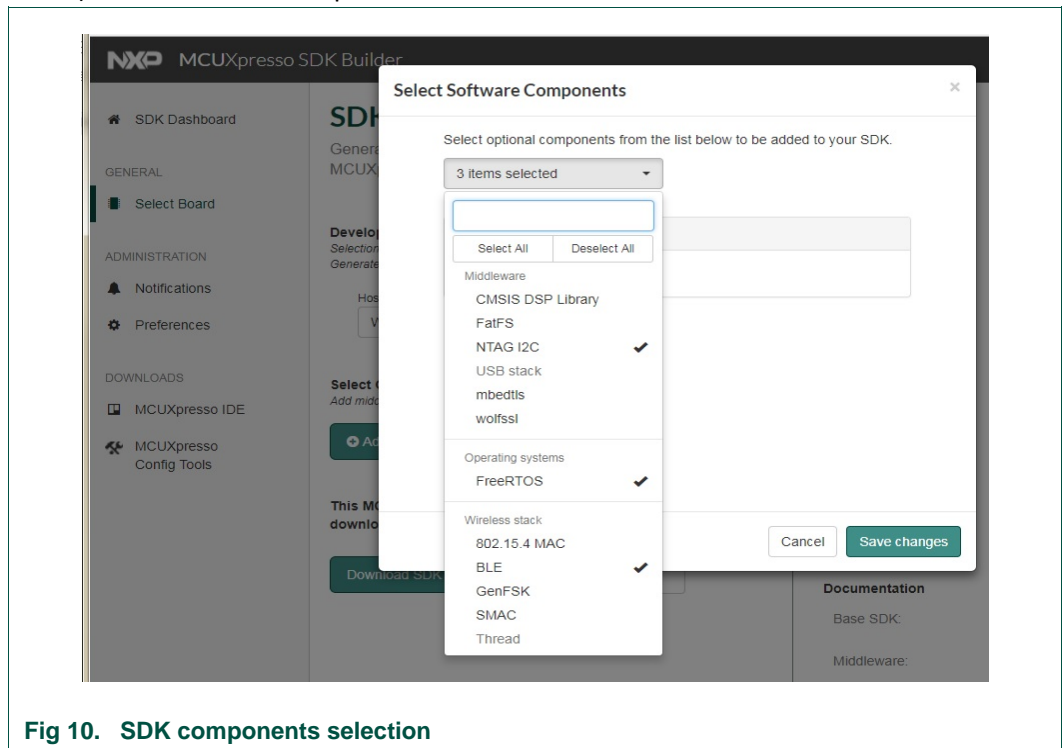 NXP MCUXpresso SDK Builder
SDK Dashboard
GENERAL
Select Board
ADMINISTRATION
Notifications
Preferences
DOWNLOADS
MCUXpresso IDE
MCUXpresso
Config Tools
Select Software Components
×
Select optional components from the list below to be added to your SDK.
3 items selected
Select All Deselect All
Middleware
CMSIS DSP Library
FatFS
NTAG I2C
USB stack
mbedtls
wolfssl
Operating systems
FreeRTOS
Wireless stack
802.15.4 MAC
BLE
GenFSK
SMAC
Thread
Cancel Save changes
Download SDK
Documentation
Base SDK:
Middleware:
Fig 10. SDK components selection